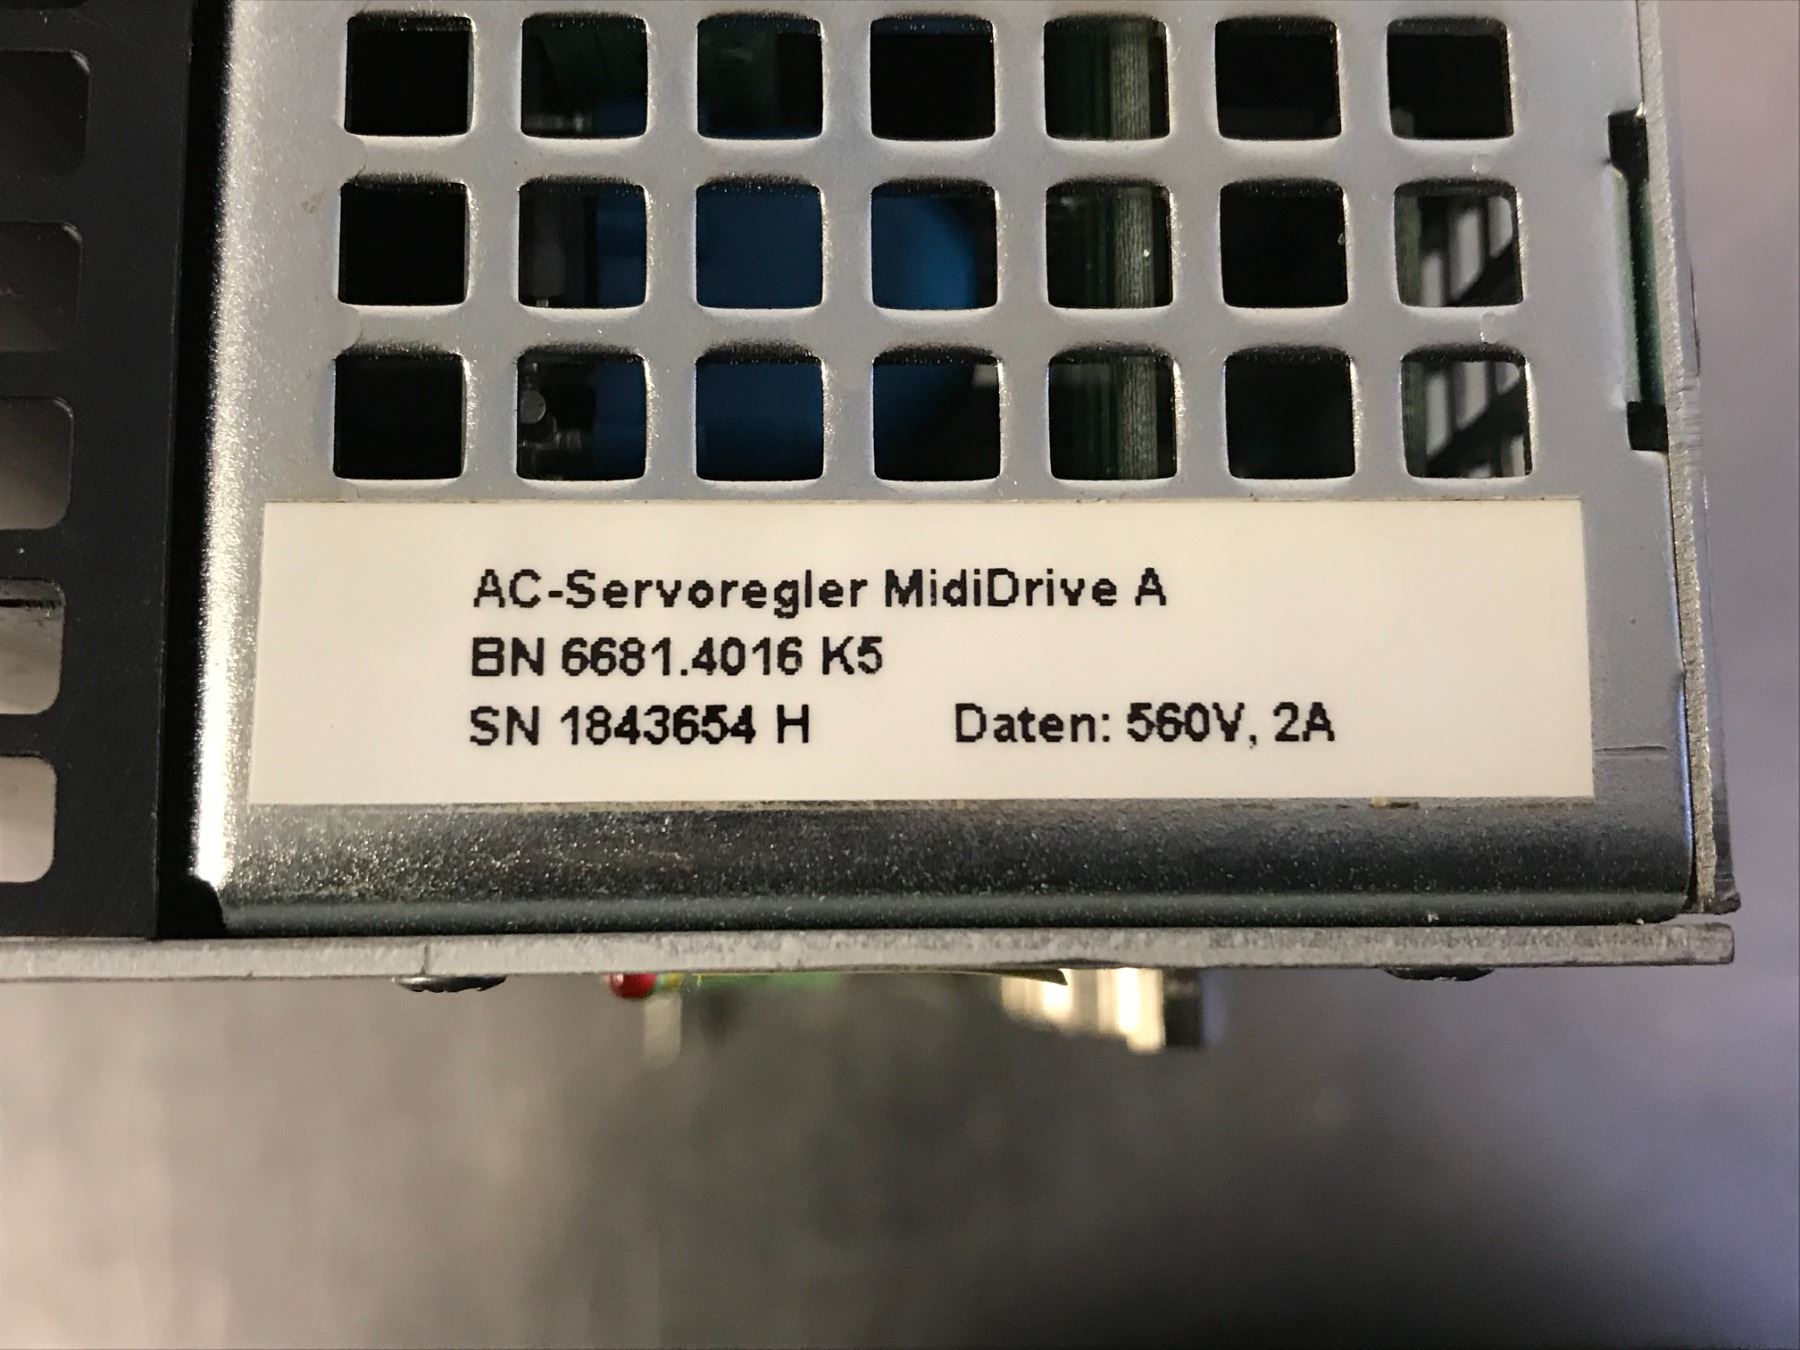 AC-Servoregler MidiDrive A
BN 6681.4016 K5
SN 1843654 H Daten: 560V, 2A